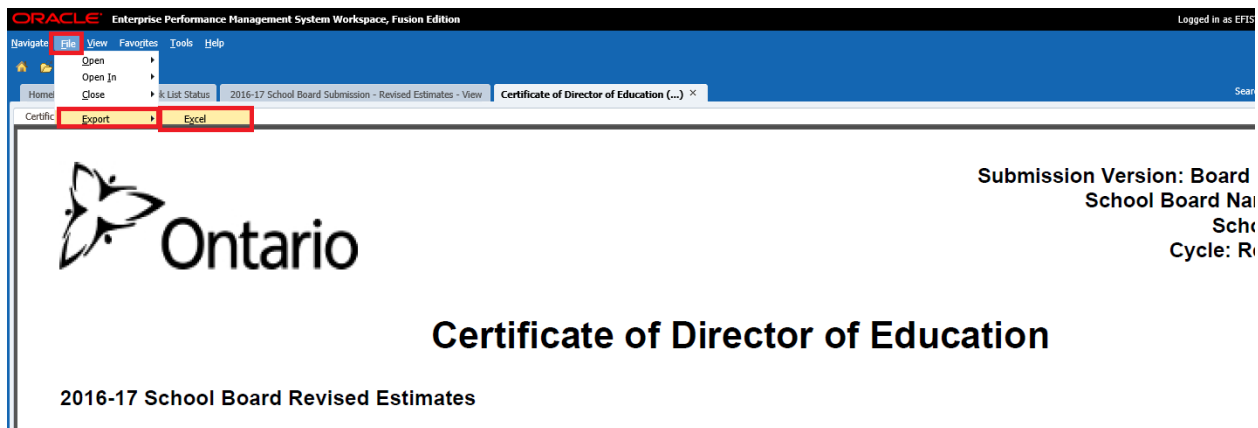 ORACLE Enterprise Performance Management System Workspace, Fusion Edition Logged in as EFIS
Navigate File View Favorites Tools Help
Open
Open In
Home Close k List Status 2016-17 School Board Submission - Revised Estimates - View Certificate of Director of Education (...) × Sear
Certific Export Excel
Submission Version: Board
School Board Na
Scho
Ontario
Cycle: R
Certificate of Director of Education
2016-17 School Board Revised Estimates